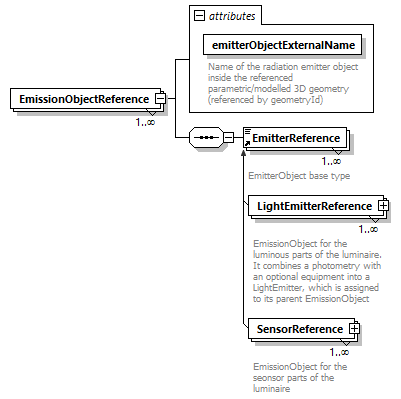 attributes
emitterObjectExternalName
Name of the radiation emitter object
inside the referenced
parametric/modelled 3D geometry
(referenced by geometryId)
EmissionObjectReference
1..∞
EmitterReference
1..∞
EmitterObject base type
LightEmitterReference
1..∞
EmissionObject for the
luminous parts of the luminaire.
It combines a photometry with
an optional equipment into a
LightEmitter, which is assigned
to its parent EmissionObject
SensorReference
1..∞
EmissionObject for the
seonsor parts of the
luminaire